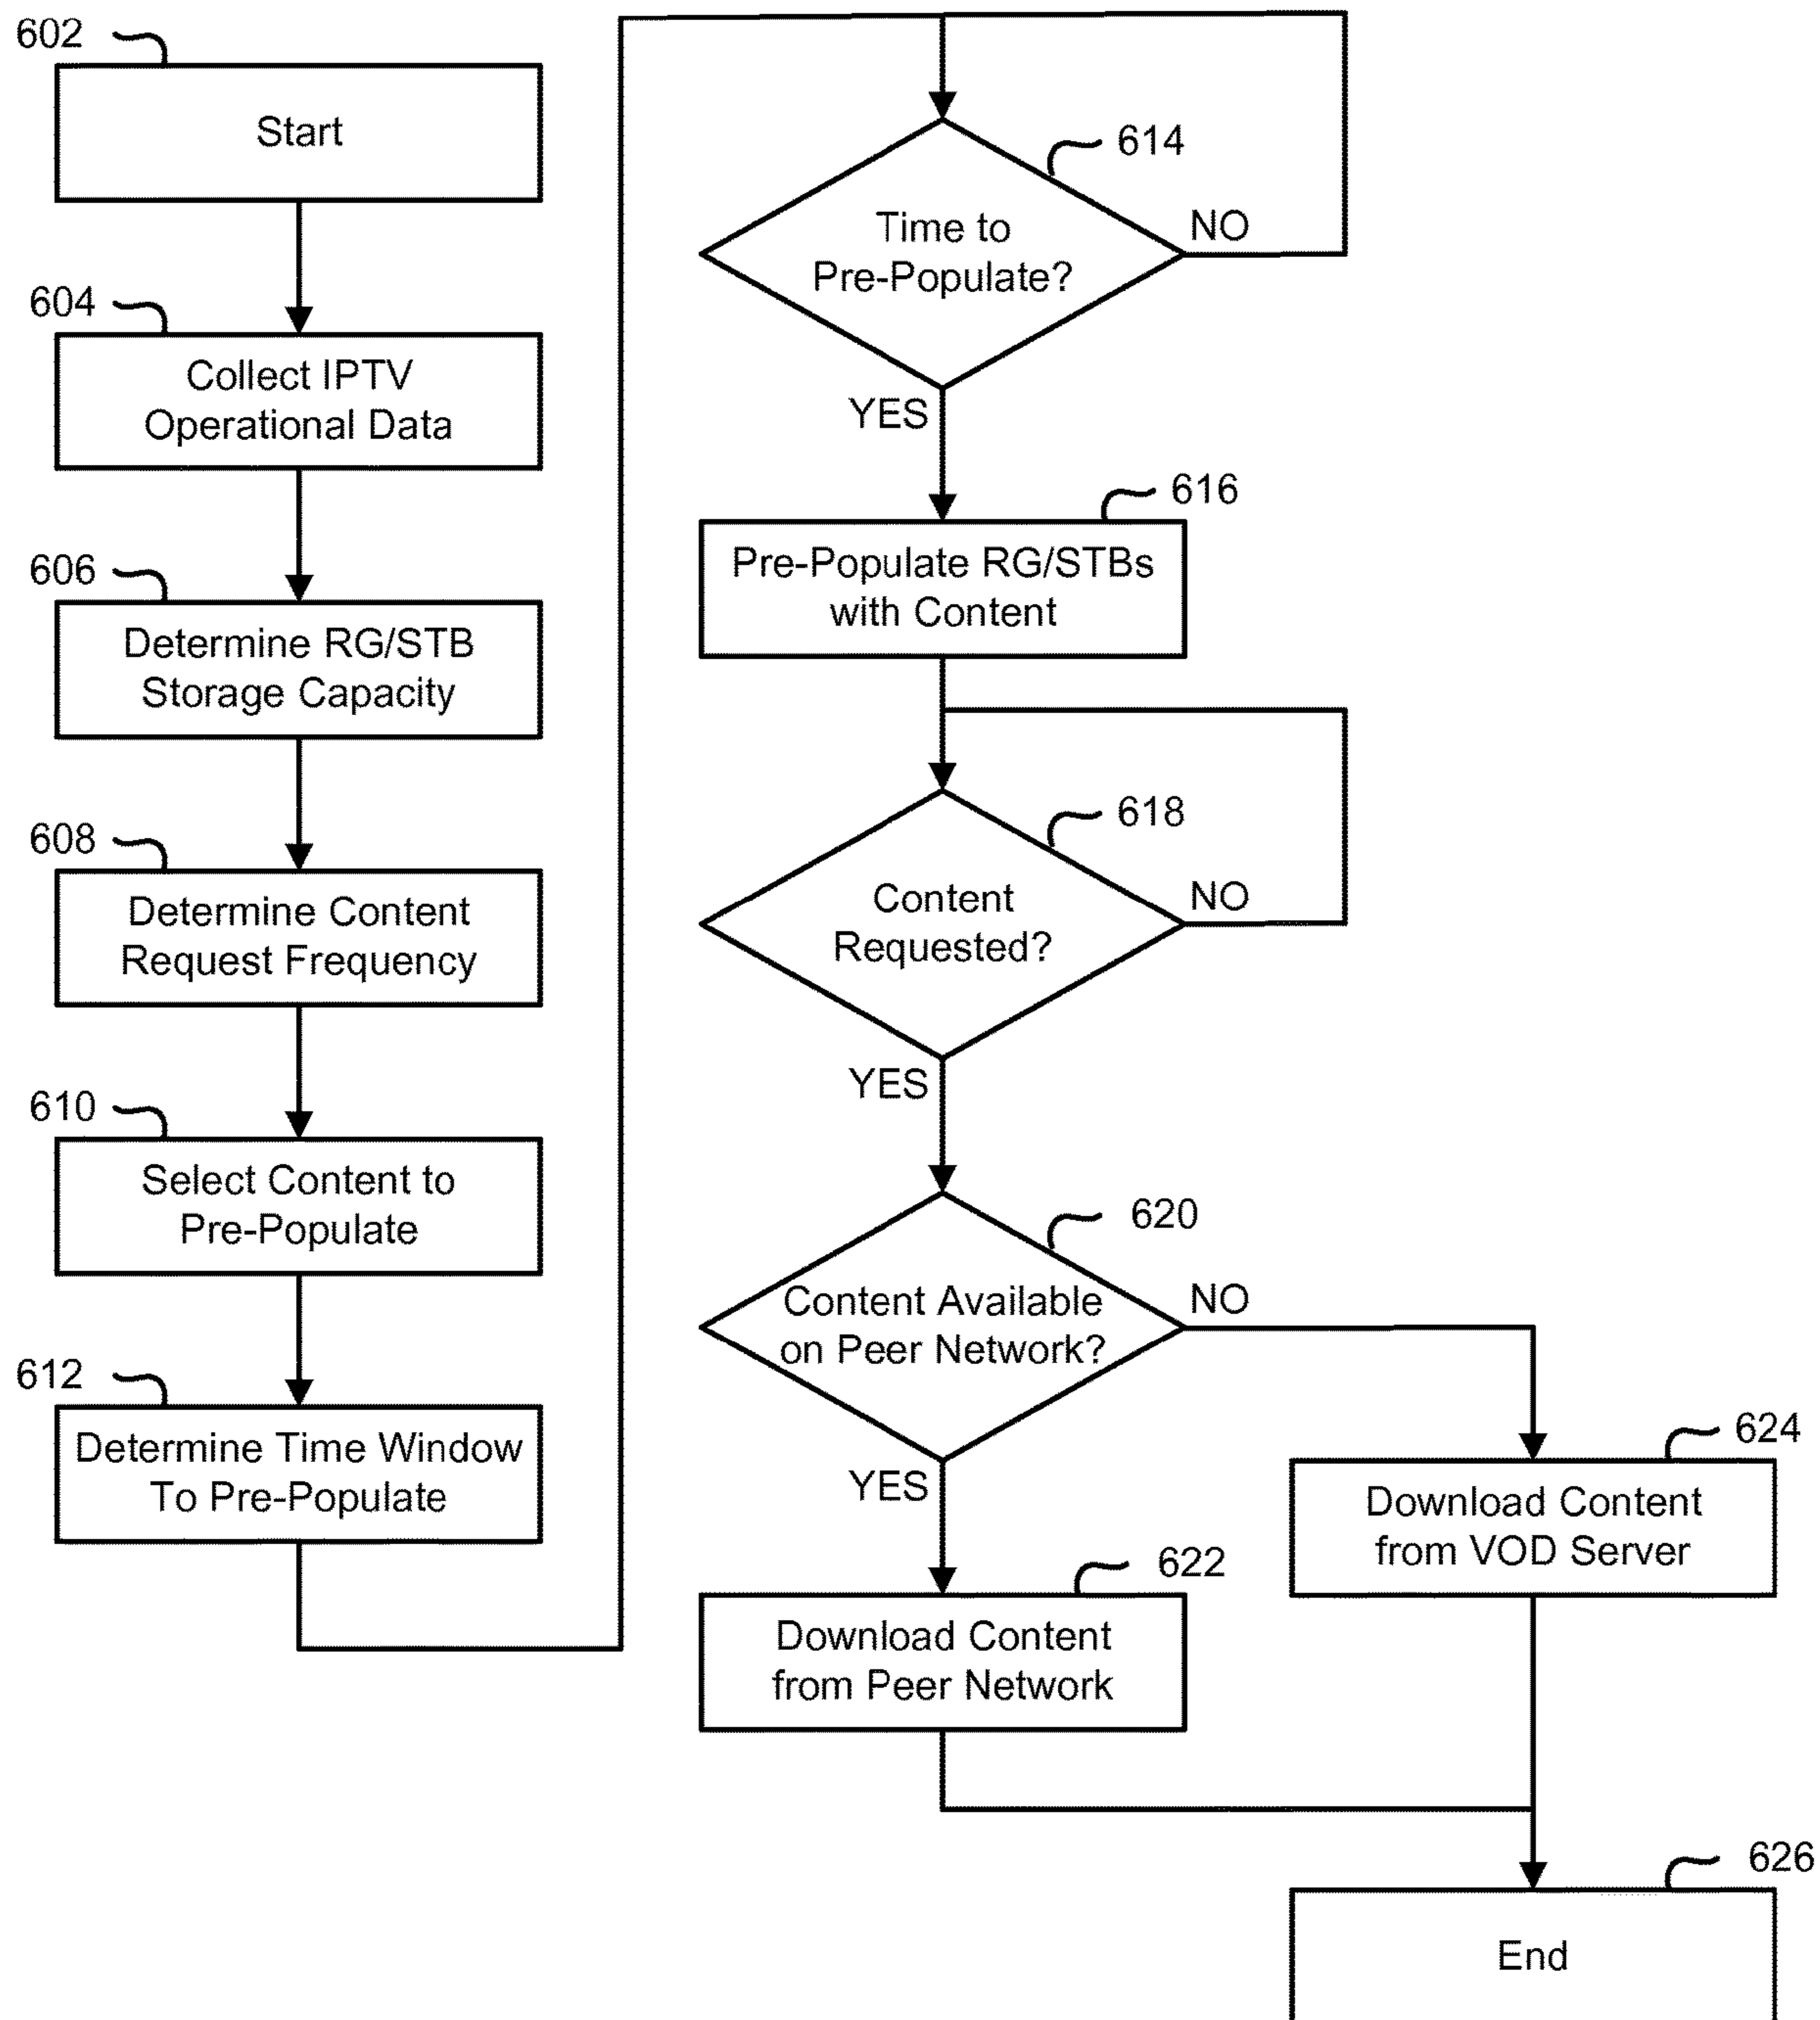 602
Start
604
Collect IPTV
Operational Data
606
Determine RG/STB
Storage Capacity
608
Determine Content
Request Frequency
610
Select Content to
Pre-Populate
612
Determine Time Window
To Pre-Populate
614
Time to
Pre-Populate?
NO
YES
616
Pre-Populate RG/STBs
with Content
618
Content
Requested?
NO
YES
620
Content Available
on Peer Network?
NO
YES
622
Download Content
from Peer Network
624
Download Content
from VOD Server
626
End